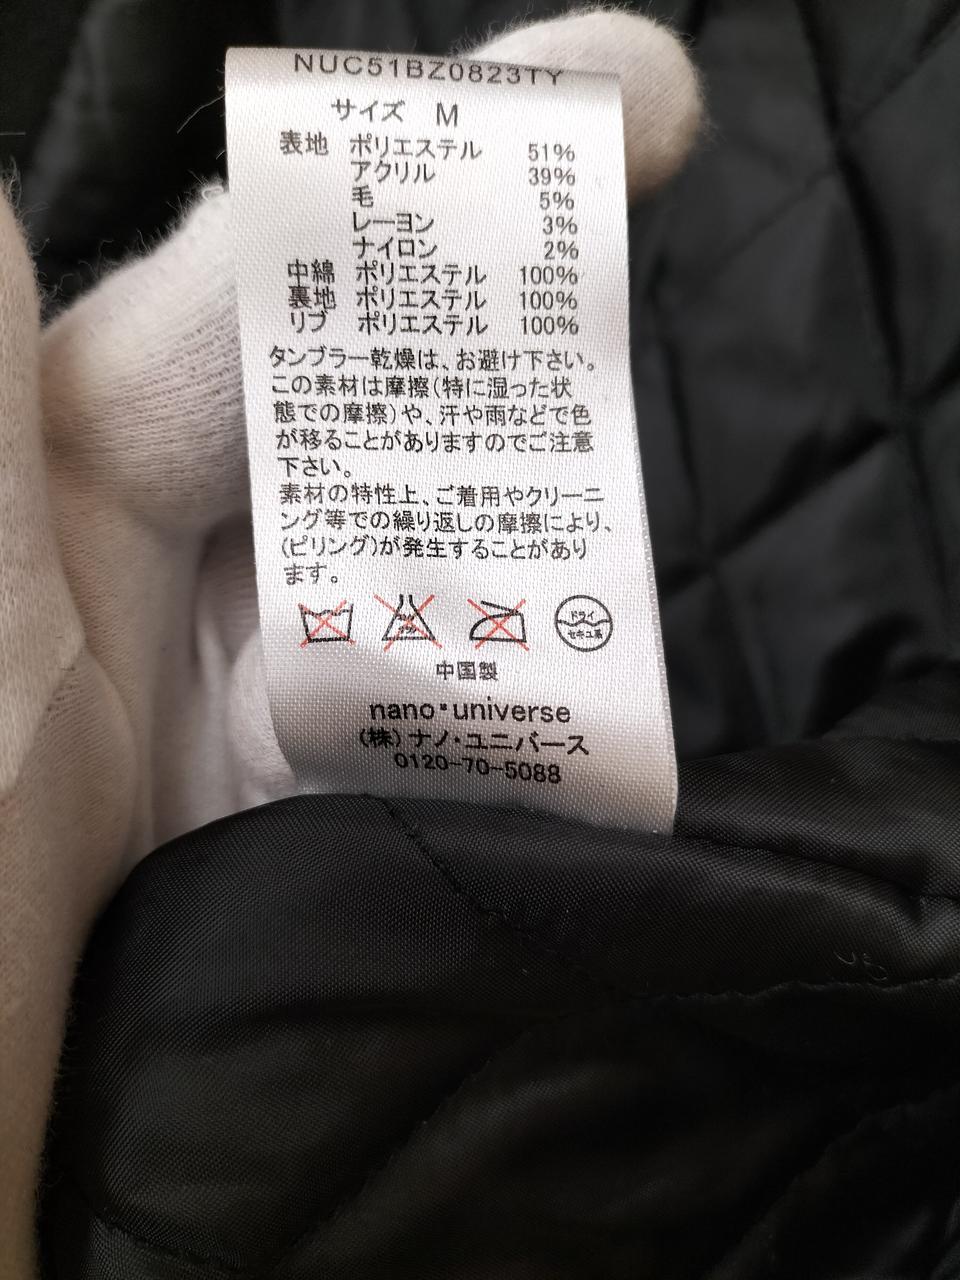 NUC51BZ0823TY
サイズ M
表地 ポリエステル 51%
アクリル 39%
毛 5%
レーヨン 3%
ナイロン 2%
中綿 ポリエステル 100%
裏地 ポリエステル 100%
リブ ポリエステル 100%
タンブラー乾燥は、お避け下さい。
この素材は摩擦(特に湿った状
態での摩擦)や、汗や雨などで色
が移ることがありますのでご注意
下さい。
素材の特性上、ご着用やクリーニ
ング等での繰り返しの摩擦により、
(ピリング)が発生することがあり
ます。
ドライ
セキユ系
中国製
nano・universe
(株)ナノ・ユニバース
0120-70-5088